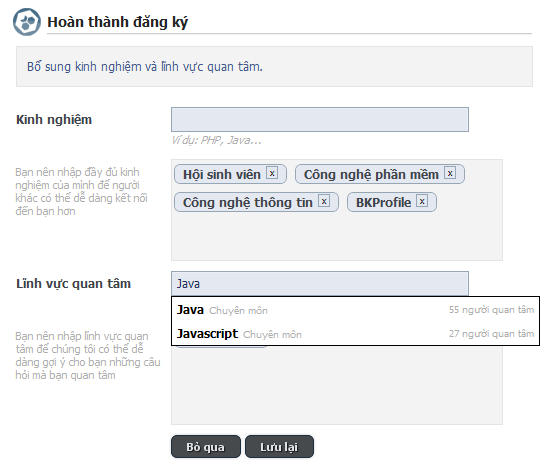 Hoàn thành đăng ký
Bổ sung kinh nghiệm và lĩnh vực quan tâm.
Kinh nghiệm
Ví dụ: PHP, Java...
Bạn nên nhập đầy đủ kinh
nghiệm của mình để người
khác có thể dễ dàng kết nối
đến bạn hơn
Hội sinh viên x Công nghệ phần mềm x
Công nghệ thông tin x BKProfile x
Lĩnh vực quan tâm
Java
Java Chuyên môn 55 người quan tâm
Javascript Chuyên môn 27 người quan tâm
Bạn nên nhập lĩnh vực quan
tâm để chúng tôi có thể dễ
dàng gợi ý cho bạn những câu
hỏi mà bạn quan tâm
Bỏ qua Lưu lại